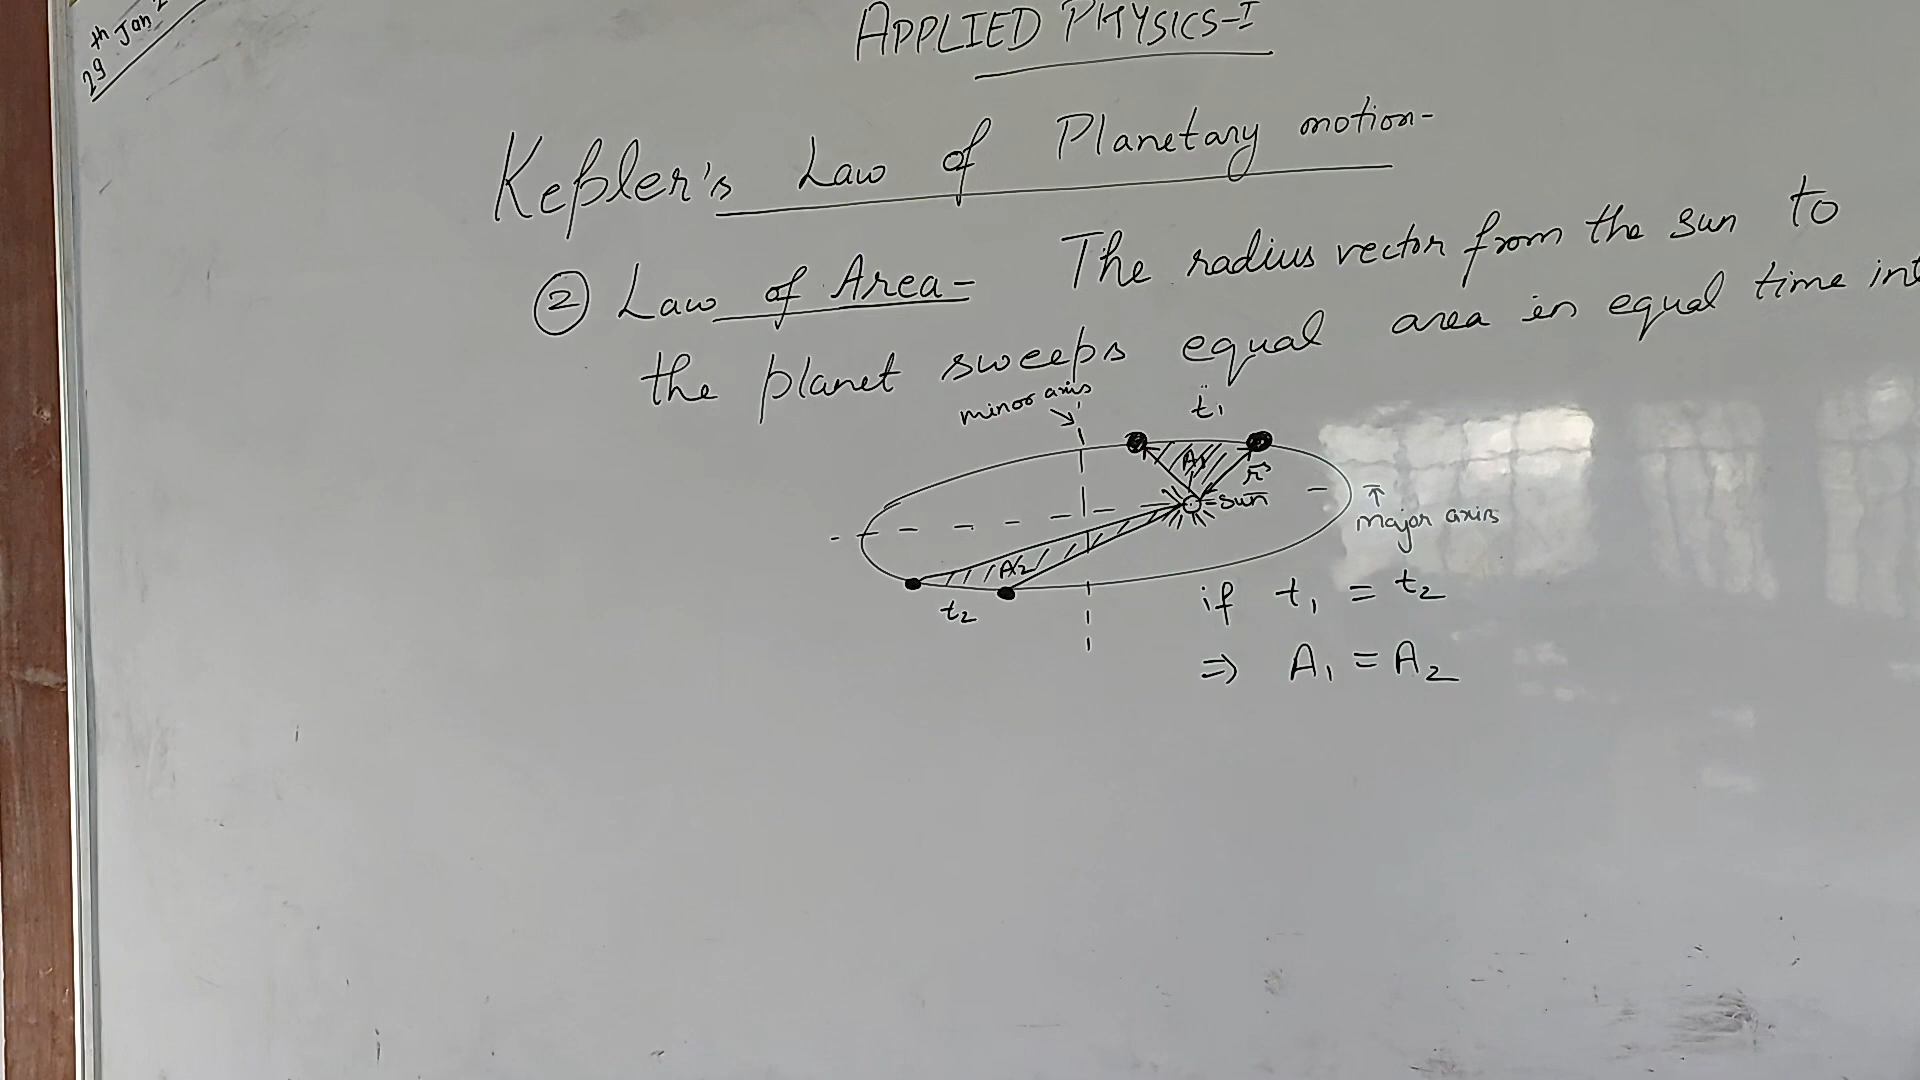 29th Jan
APPLIED PHYSICS-I
Kepler's Law of Planetary motion-
② Law of Area- The radius vector from the sun to
the planet sweeps equal area in equal time int
minor axis
t₁
A₁
r⃗
sun
major axis
A₂
t₂
if t₁ = t₂
⇒ A₁ = A₂